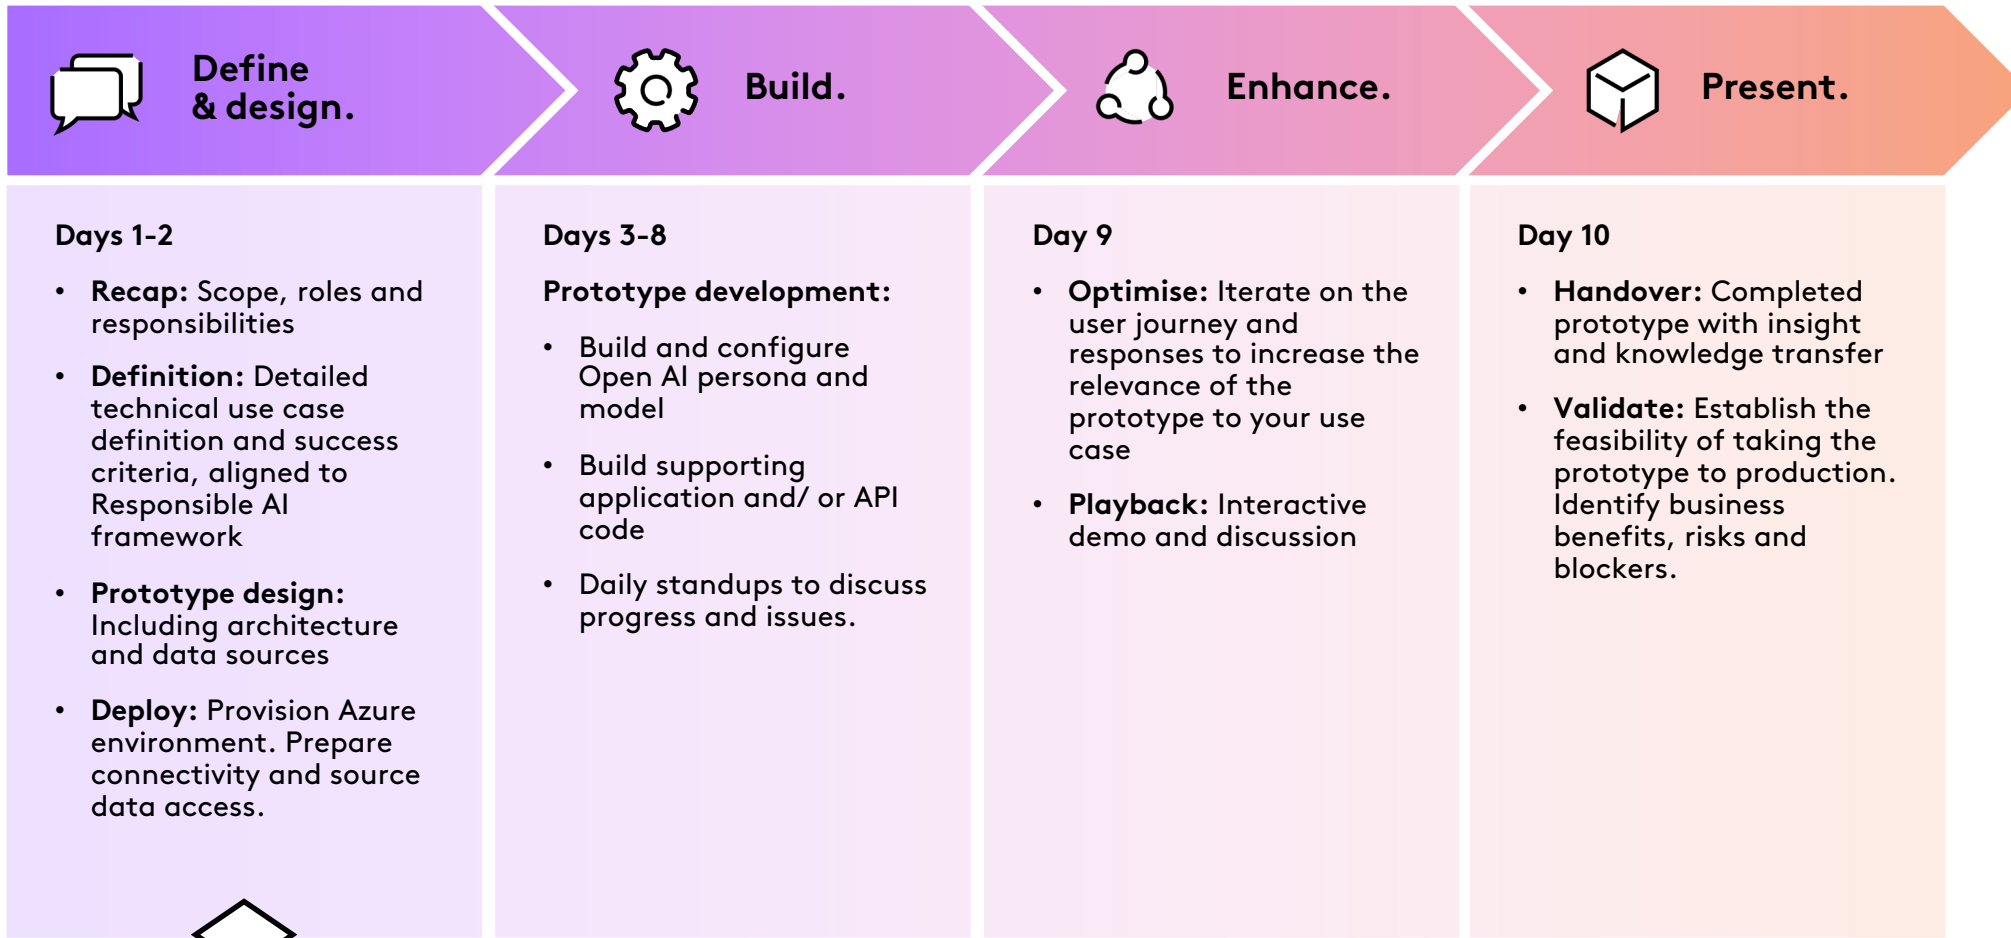 Define
& design.
Build.
Enhance.
Present.
Days 1-2
• Recap: Scope, roles and
responsibilities
• Definition: Detailed
technical use case
definition and success
criteria, aligned to
Responsible AI
framework
• Prototype design:
Including architecture
and data sources
• Deploy: Provision Azure
environment. Prepare
connectivity and source
data access.
Days 3-8
Prototype development:
• Build and configure
Open AI persona and
model
• Build supporting
application and/ or API
code
• Daily standups to discuss
progress and issues.
Day 9
• Optimise: Iterate on the
user journey and
responses to increase the
relevance of the
prototype to your use
case
• Playback: Interactive
demo and discussion
Day 10
• Handover: Completed
prototype with insight
and knowledge transfer
• Validate: Establish the
feasibility of taking the
prototype to production.
Identify business
benefits, risks and
blockers.